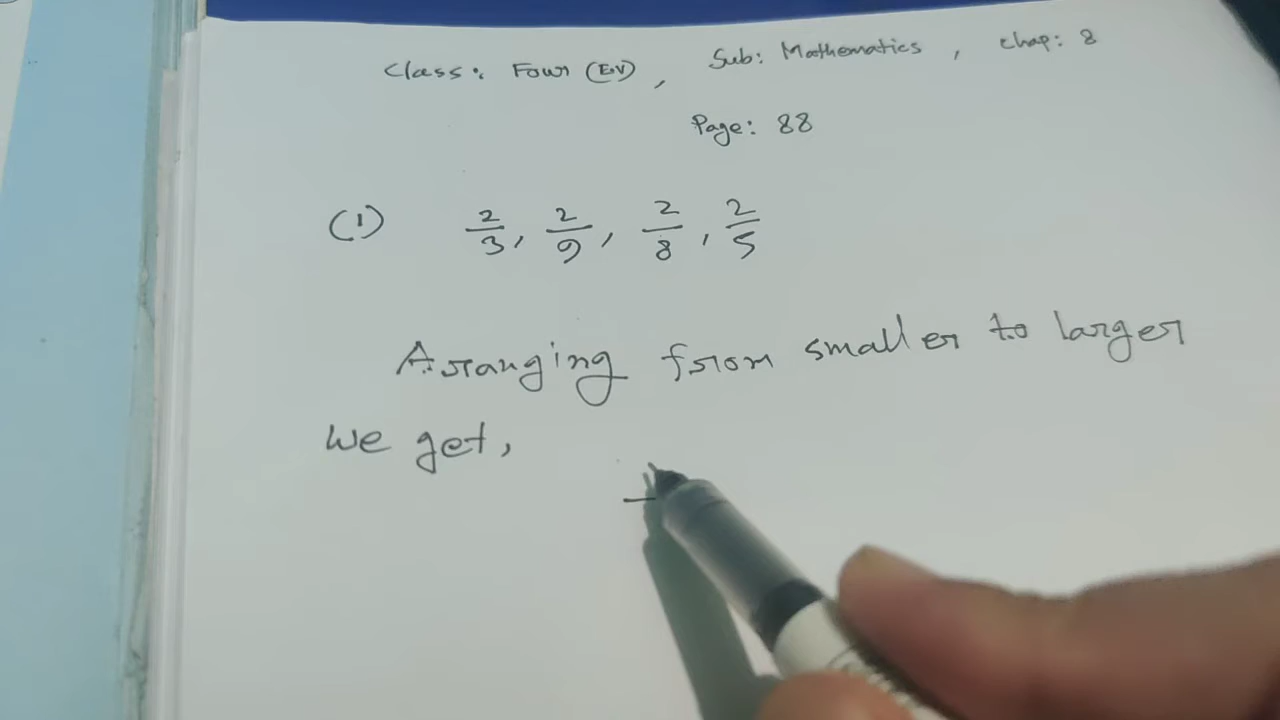 Class: Four (EV), Sub: Mathematics, Chap: 8
Page: 88
(1) 2/3, 2/9, 2/8, 2/5
Arranging from smaller to larger
we get,